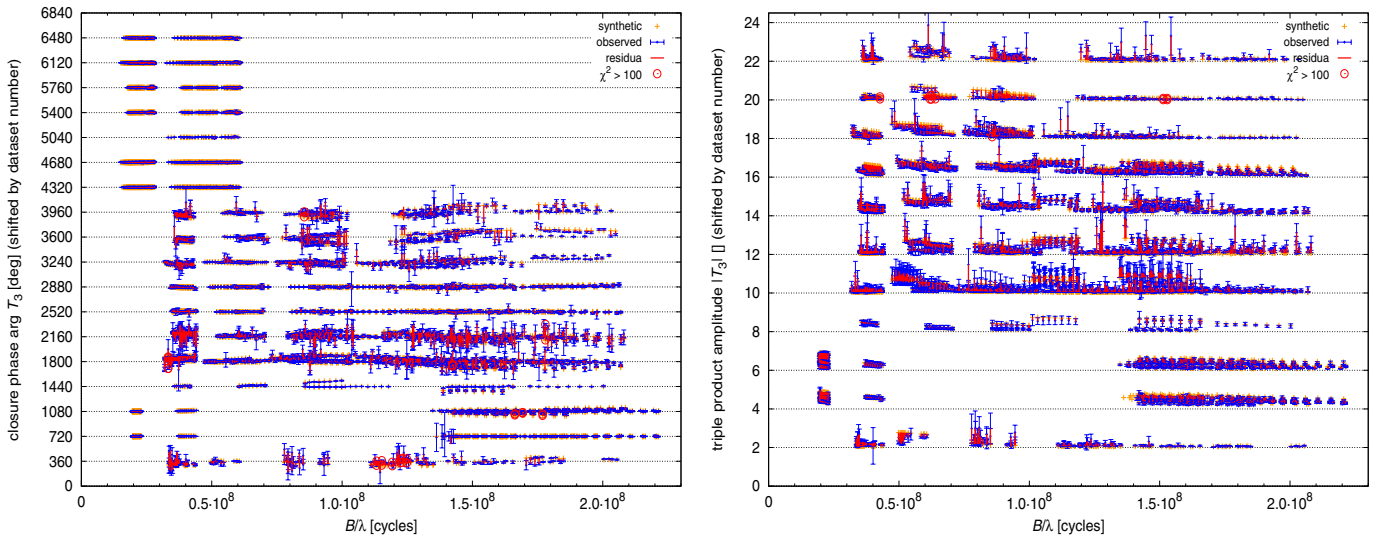 6840
6480
6120
5760
5400
5040
4680
4320
3960
3600
3240
2880
2520
2160
1800
1440
1080
720
360
0
closure phase arg T₃ [deg] (shifted by dataset number)
synthetic
observed
residua
χ² > 100
0 0.5·10⁸ 1.0·10⁸ 1.5·10⁸ 2.0·10⁸
B/λ [cycles]
24
22
20
18
16
14
12
10
8
6
4
2
0
triple product amplitude |T₃| [] (shifted by dataset number)
synthetic
observed
residua
χ² > 100
0 0.5·10⁸ 1.0·10⁸ 1.5·10⁸ 2.0·10⁸
B/λ [cycles]